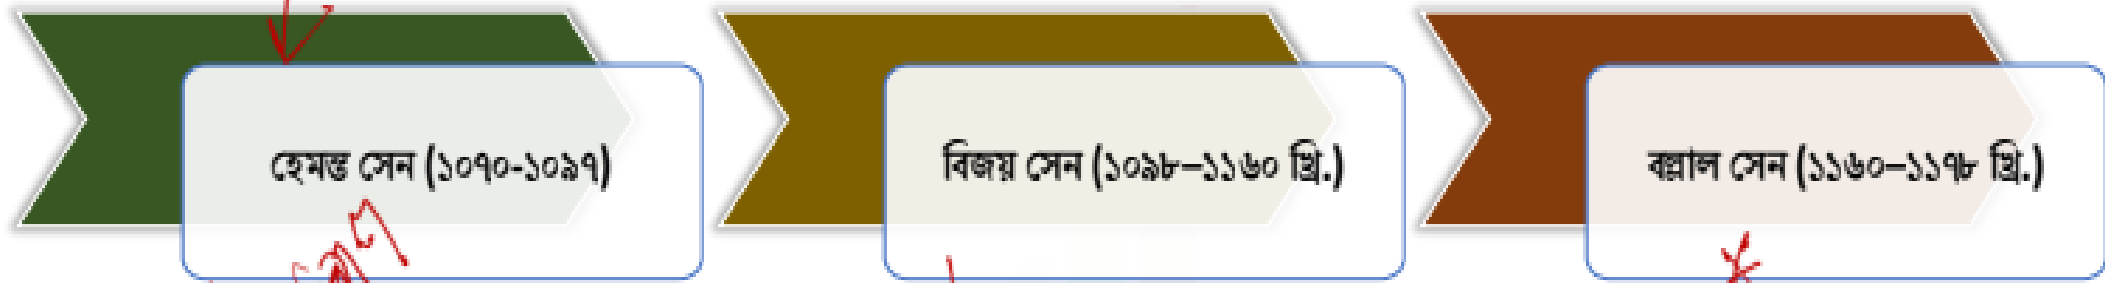 হেমন্ত সেন (১০৭০-১০৯৭)
বিজয় সেন (১০৯৮–১১৬০ খ্রি.)
বল্লাল সেন (১১৬০–১১৭৮ খ্রি.)